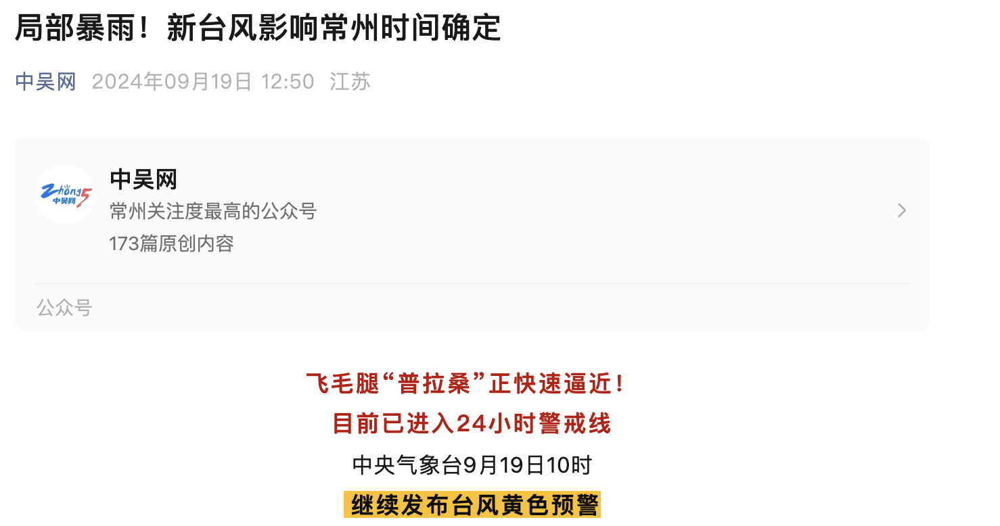 局部暴雨！新台风影响常州时间确定
中吴网 2024年09月19日 12:50 江苏
Zhong5
中吴网
中吴网
常州关注度最高的公众号
173篇原创内容
公众号
飞毛腿“普拉桑”正快速逼近！
目前已进入24小时警戒线
中央气象台9月19日10时
继续发布台风黄色预警